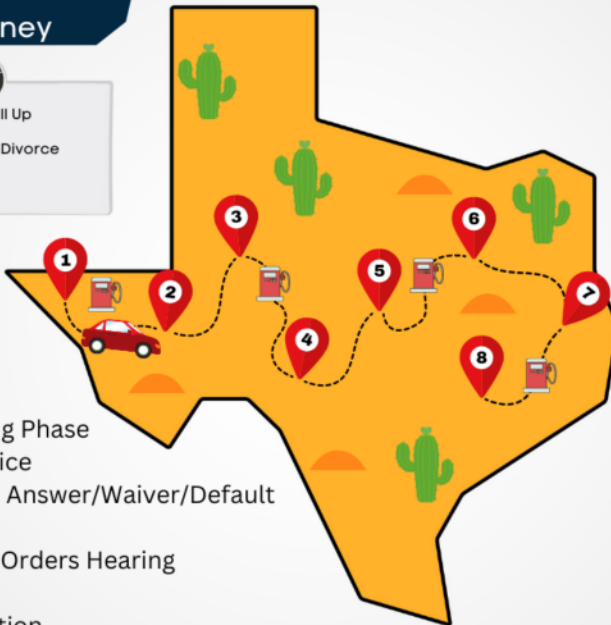 ney
ll Up
Divorce
1
2
3
4
5
6
7
8
g Phase
ice
Answer/Waiver/Default
Orders Hearing
tion